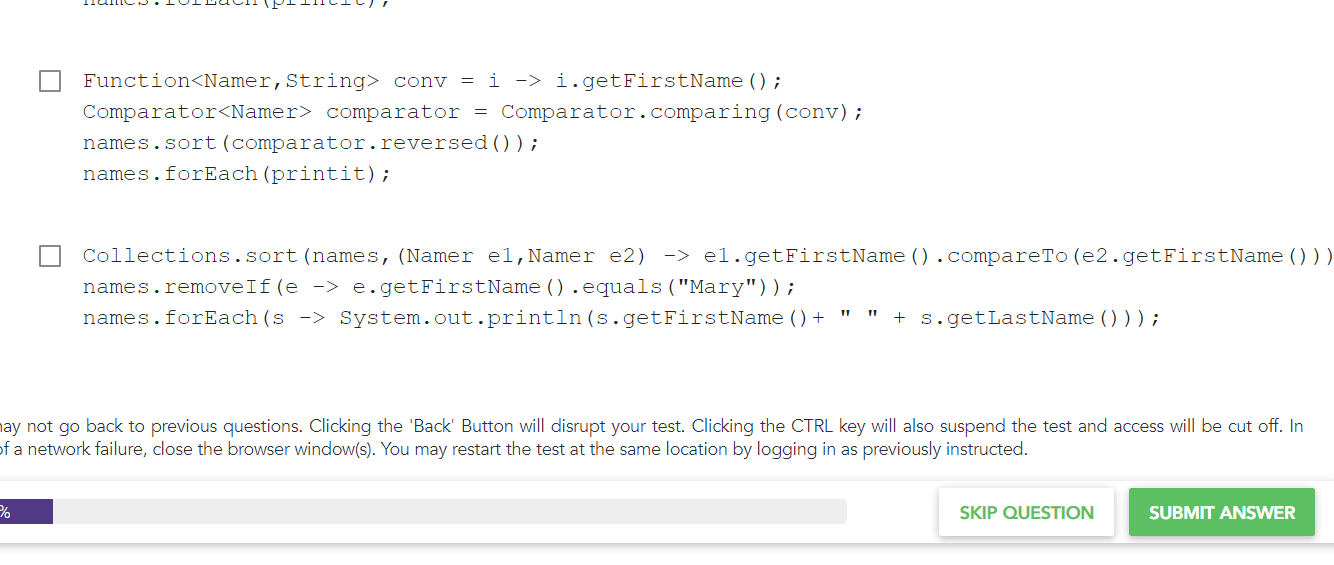 names.forEach(printit);
Function<Namer,String> conv = i -> i.getFirstName();
Comparator<Namer> comparator = Comparator.comparing(conv);
names.sort(comparator.reversed());
names.forEach(printit);
Collections.sort(names,(Namer e1,Namer e2) -> e1.getFirstName().compareTo(e2.getFirstName()))
names.removeIf(e -> e.getFirstName().equals("Mary"));
names.forEach(s -> System.out.println(s.getFirstName()+ " " + s.getLastName()));
may not go back to previous questions. Clicking the 'Back' Button will disrupt your test. Clicking the CTRL key will also suspend the test and access will be cut off. In
of a network failure, close the browser window(s). You may restart the test at the same location by logging in as previously instructed.
%
SKIP QUESTION
SUBMIT ANSWER